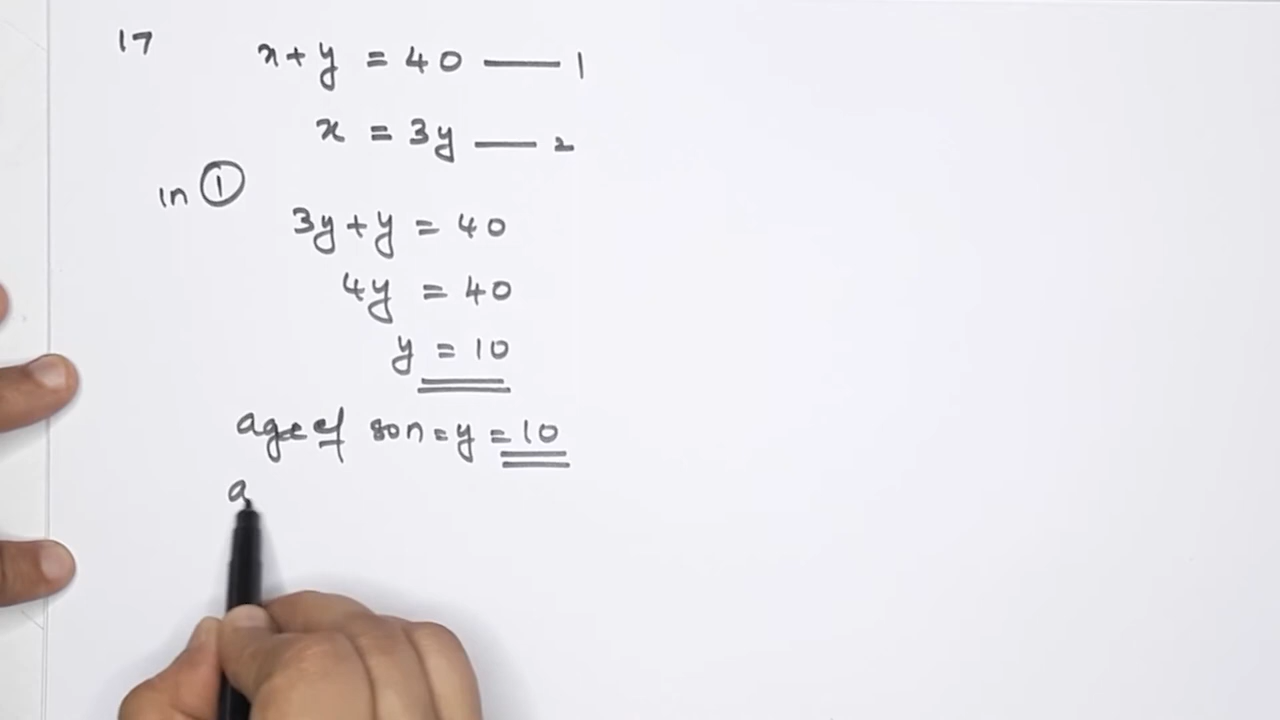 17
x+y = 40 —— 1
x = 3y —— 2
in ①
3y+y = 40
4y = 40
y = 10
age of son = y = 10
a